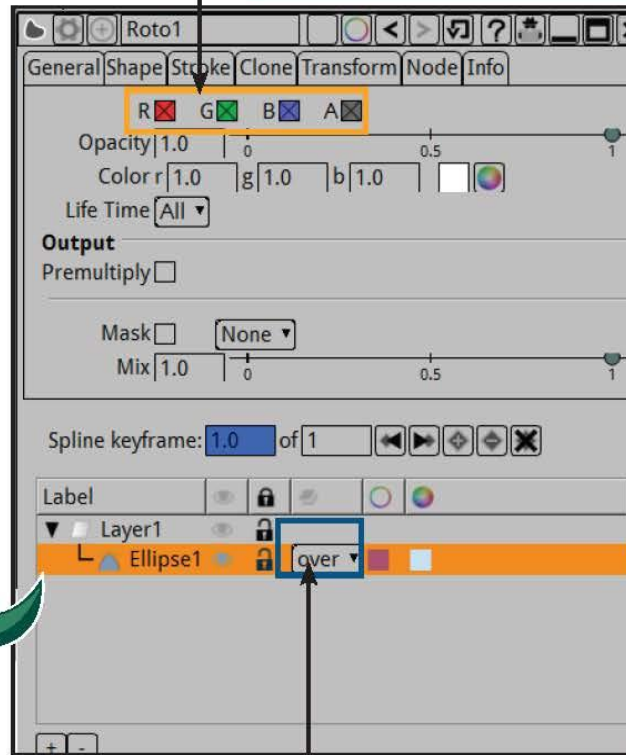 Roto1
General Shape Stroke Clone Transform Node Info
R G B A
Opacity 1.0 0 0.5 1
Color r 1.0 g 1.0 b 1.0
Life Time All
Output
Premultiply
Mask None
Mix 1.0 0 0.5 1
Spline keyframe: 1.0 of 1
Label
Layer1
Ellipse1 over
+ -